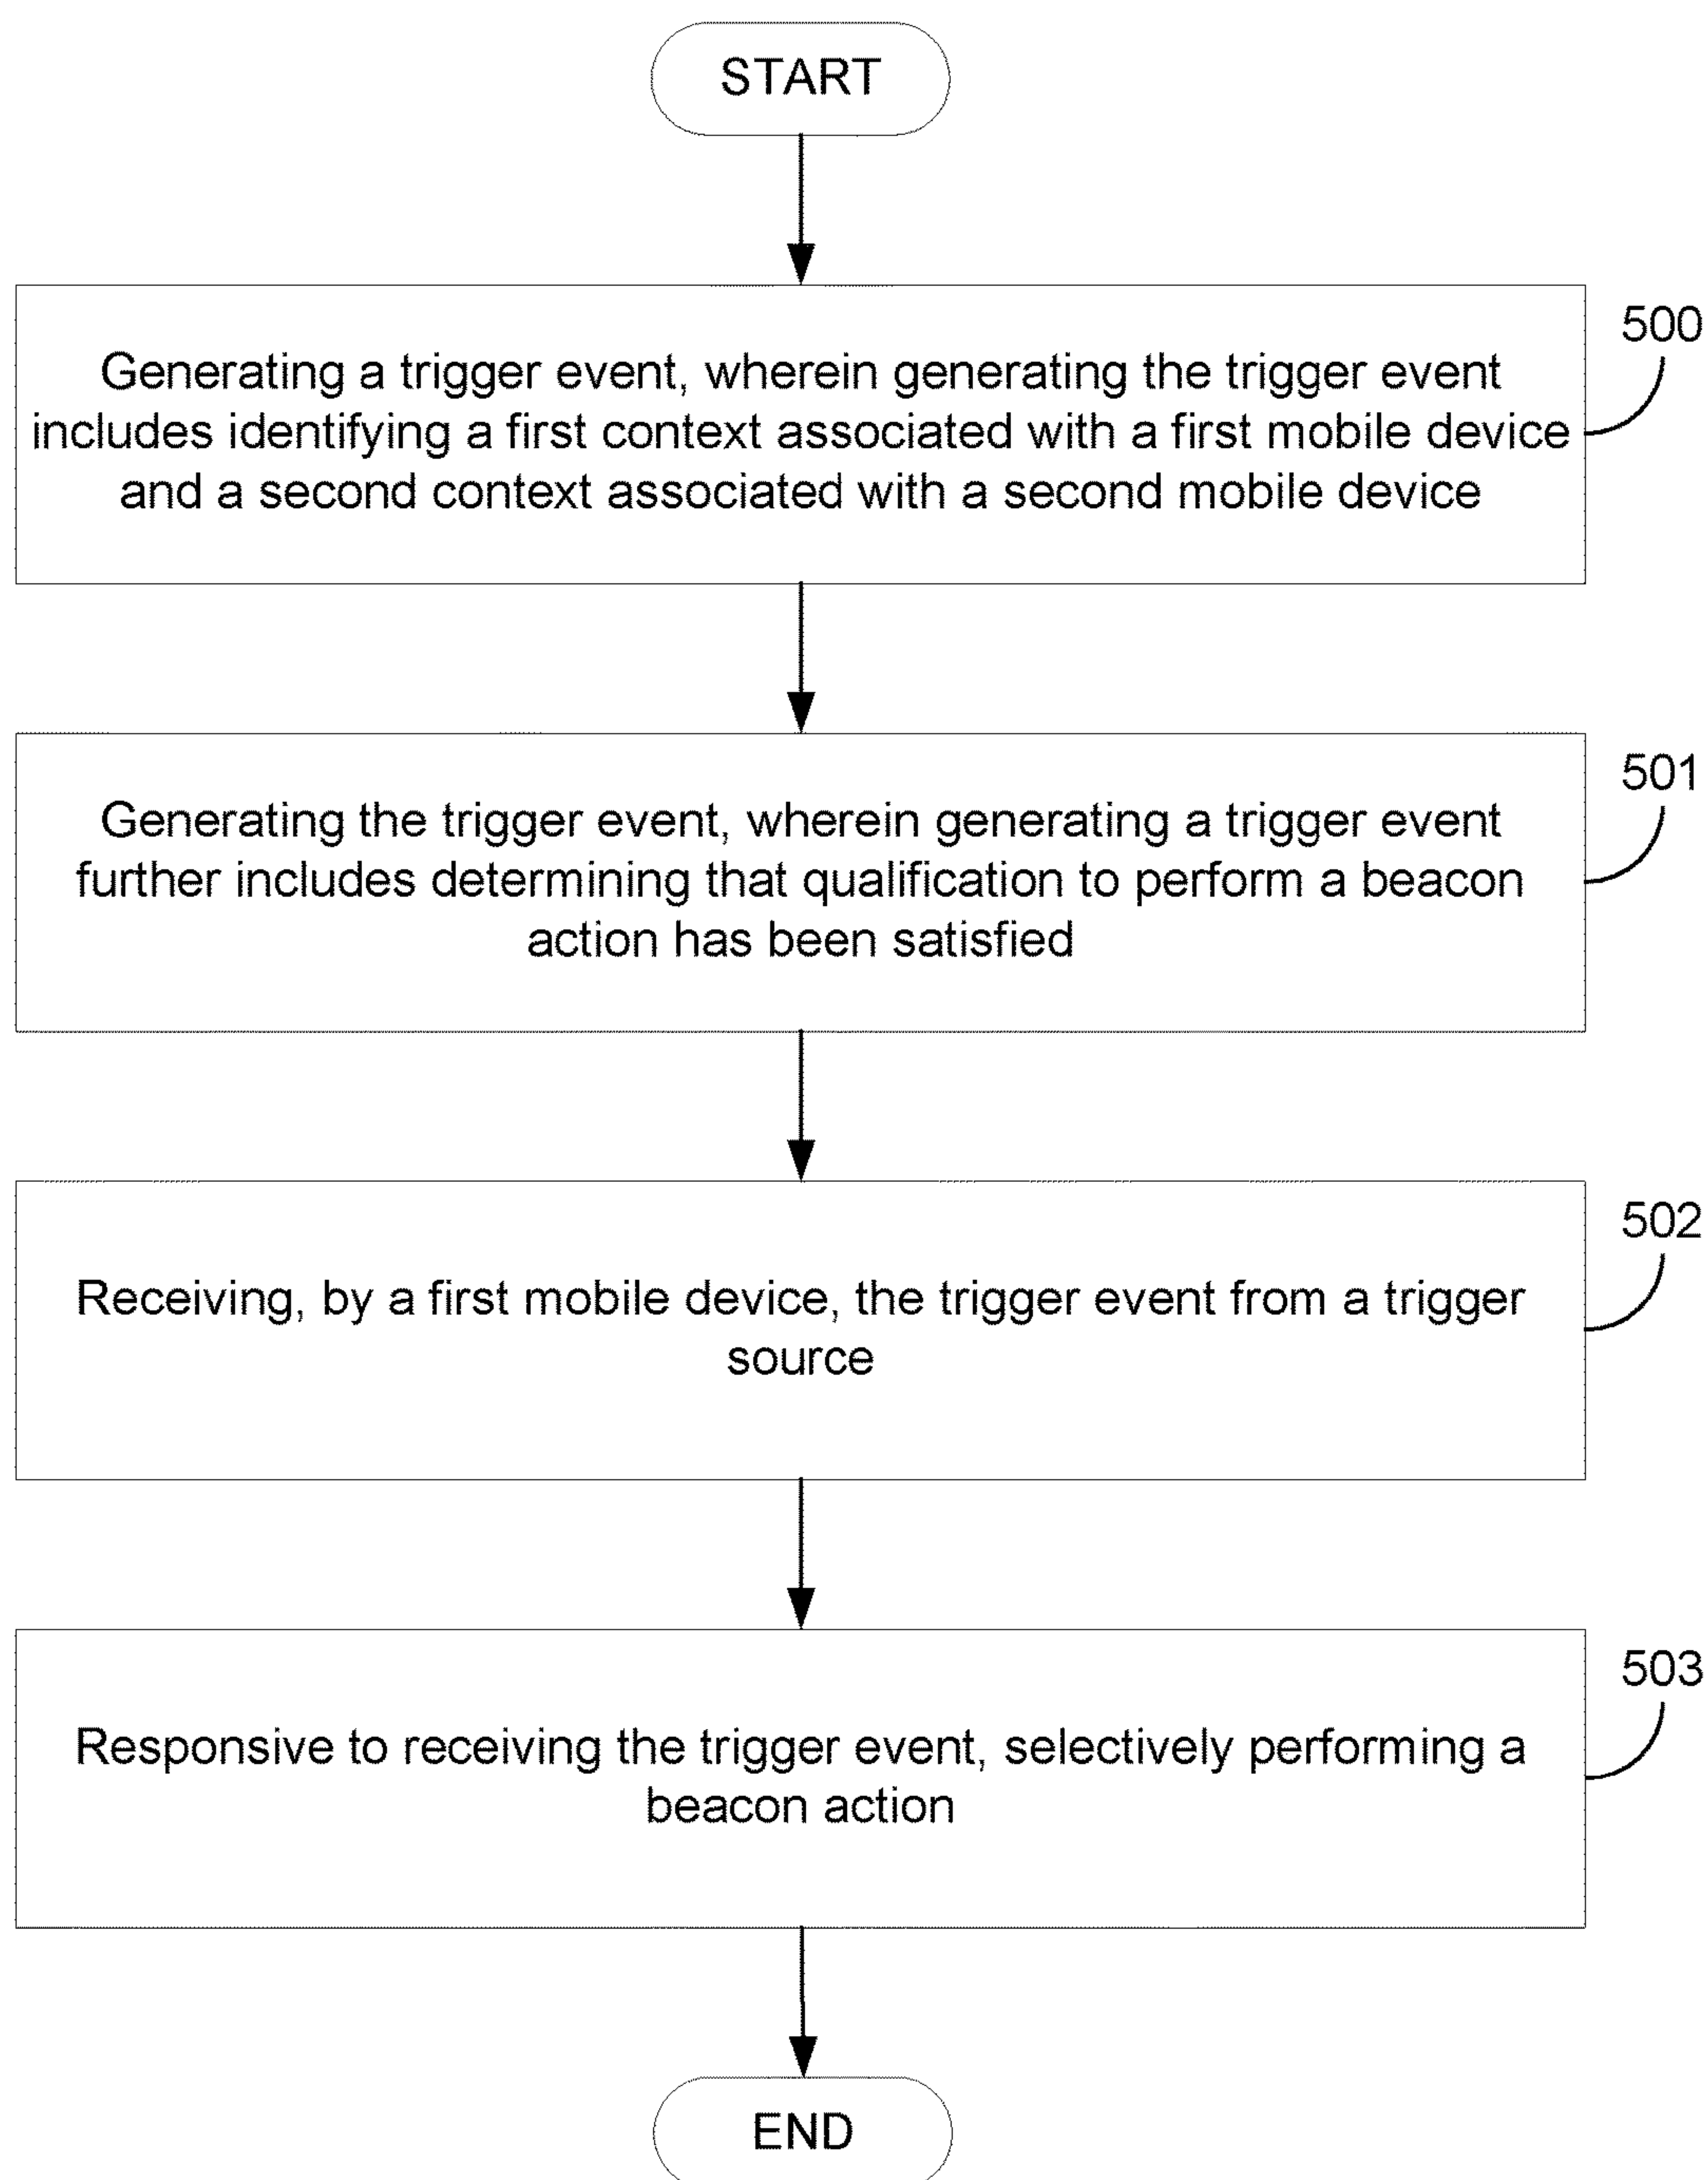 START
500
Generating a trigger event, wherein generating the trigger event
includes identifying a first context associated with a first mobile device
and a second context associated with a second mobile device
501
Generating the trigger event, wherein generating a trigger event
further includes determining that qualification to perform a beacon
action has been satisfied
502
Receiving, by a first mobile device, the trigger event from a trigger
source
503
Responsive to receiving the trigger event, selectively performing a
beacon action
END